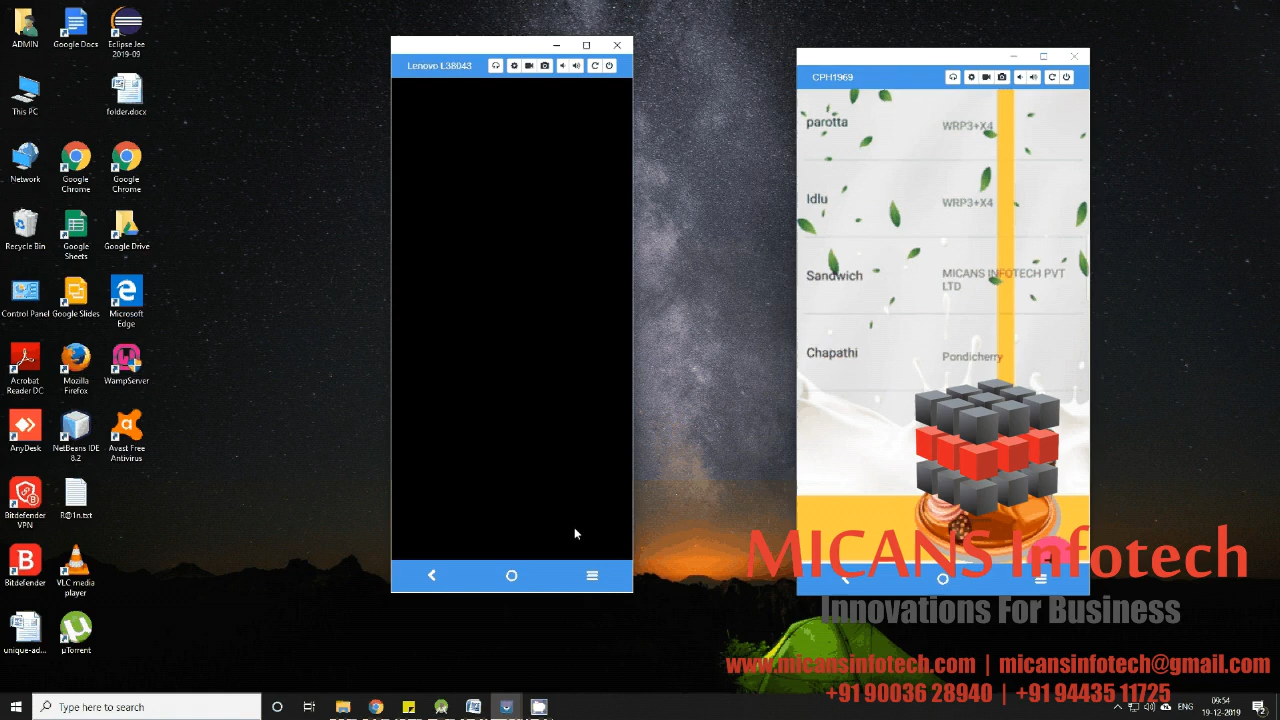 ADMIN
Google Docs
Eclipse Jee
2019-09
This PC
folder.docx
Network
Google
Chrome
Google
Chrome
Recycle Bin
Google
Sheets
Google Drive
Control Panel
Google Slides
Microsoft
Edge
Acrobat
Reader DC
Mozilla
Firefox
WampServer
AnyDesk
NetBeans IDE
8.2
Avast Free
Antivirus
Bitdefender
VPN
R@1n.txt
Bitdefender
VLC media
player
unique-ad...
µTorrent
Lenovo L38043
CPH1969
parotta
WRP3+X4
Idlu
WRP3+X4
Sandwich
MICANS INFOTECH PVT
LTD
Chapathi
Pondicherry
MICANS Infotech
Innovations For Business
www.micansinfotech.com | micansinfotech@gmail.com
+91 90036 28940 | +91 94435 11725
Type here to search
ENG
09:54
19-12-2019